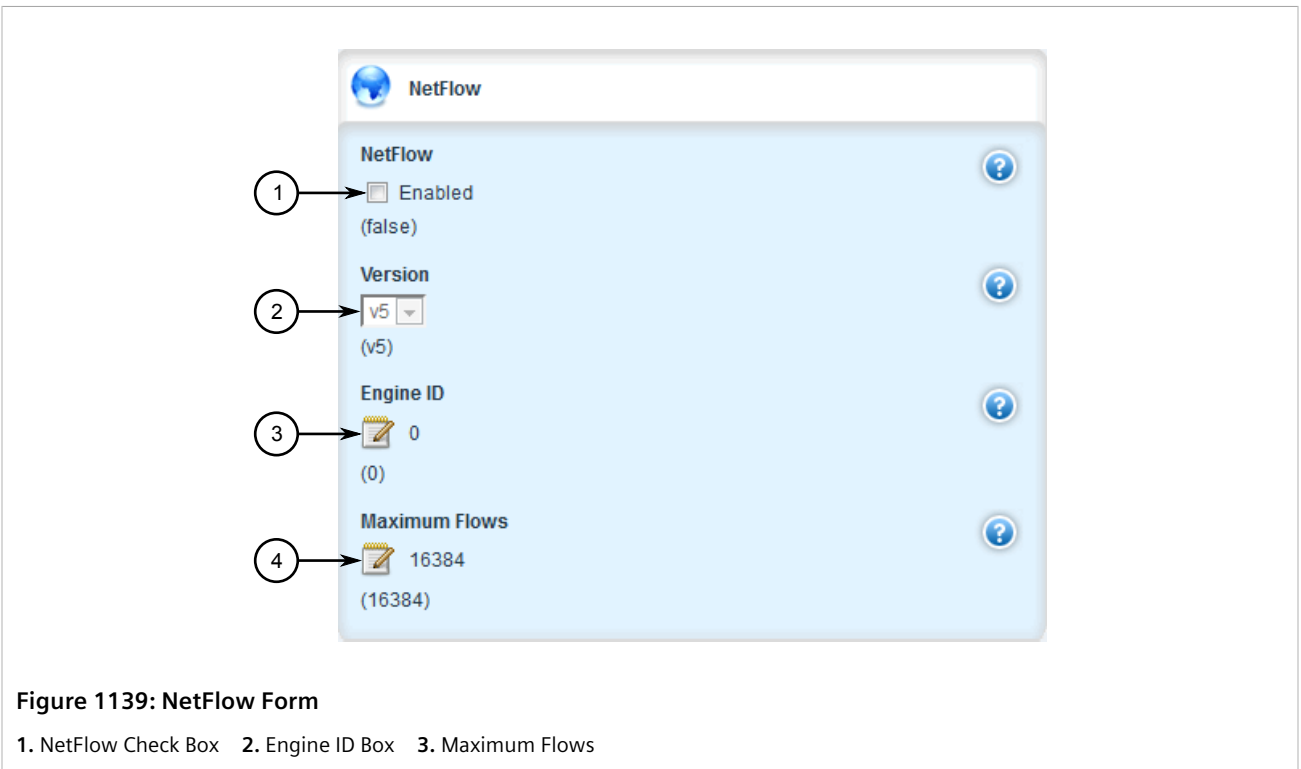 NetFlow
NetFlow
1
Enabled
(false)
Version
2
v5
(v5)
Engine ID
3
0
(0)
Maximum Flows
4
16384
(16384)
Figure 1139: NetFlow Form
1. NetFlow Check Box 2. Engine ID Box 3. Maximum Flows